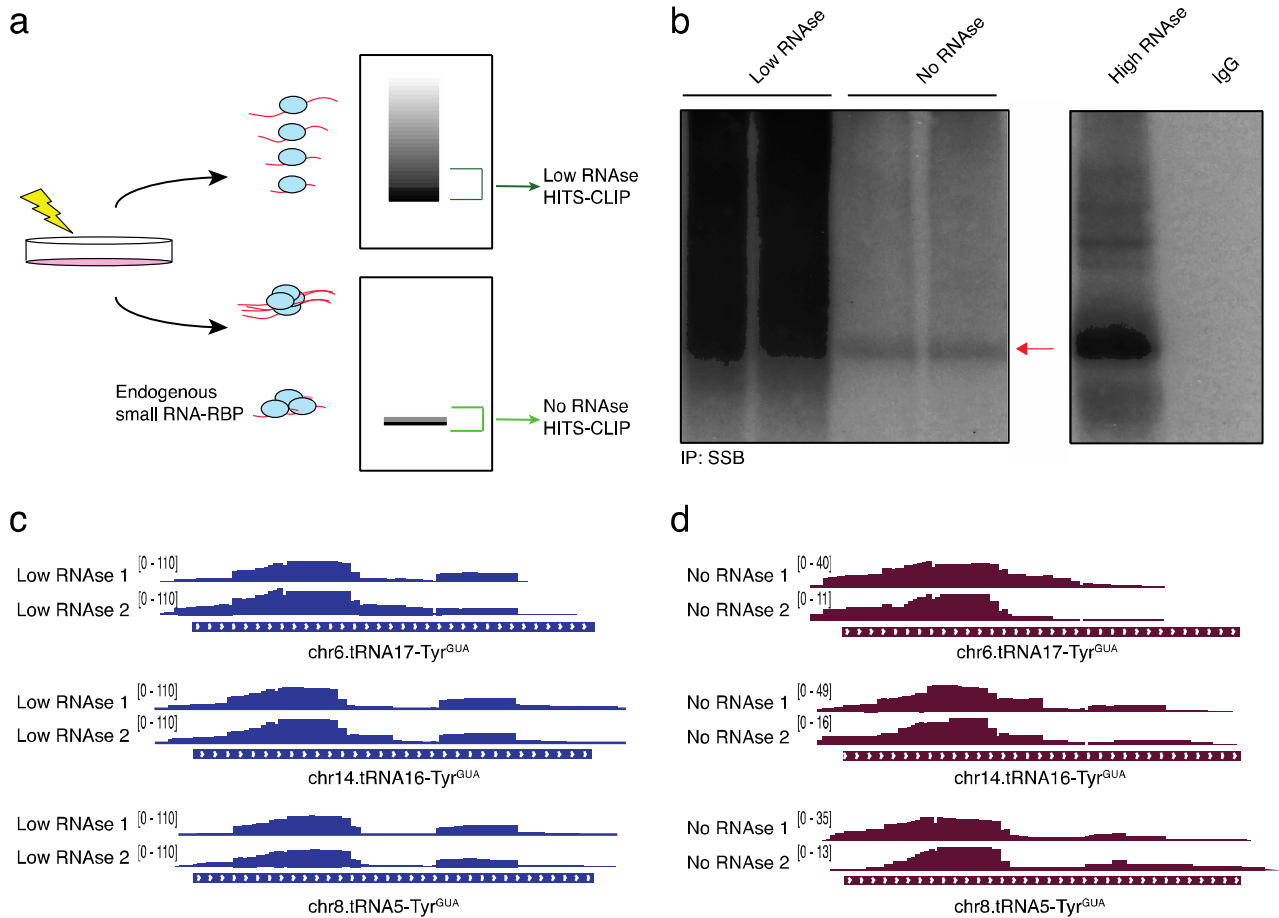 a
Low RNAse
HITS-CLIP
Endogenous
small RNA-RBP
No RNAse
HITS-CLIP
b
Low RNAse
No RNAse
High RNAse
IgG
IP: SSB
c
Low RNAse 1 [0 - 110]
Low RNAse 2 [0-110]
chr6.tRNA17-TyrGUA
Low RNAse 1 [0 - 110]
Low RNAse 2 [0 - 110]
chr14.tRNA16-TyrGUA
Low RNAse 1 [0 - 110]
Low RNAse 2 [0-110]
chr8.tRNA5-TyrGUA
d
No RNAse 1 [0 - 40]
No RNAse 2 [0 - 11]
chr6.tRNA17-TyrGUA
No RNAse 1 [0 - 49]
No RNAse 2 [0 - 16]
chr14.tRNA16-TyrGUA
No RNAse 1 [0 - 35]
No RNAse 2 [0 - 13]
chr8.tRNA5-TyrGUA